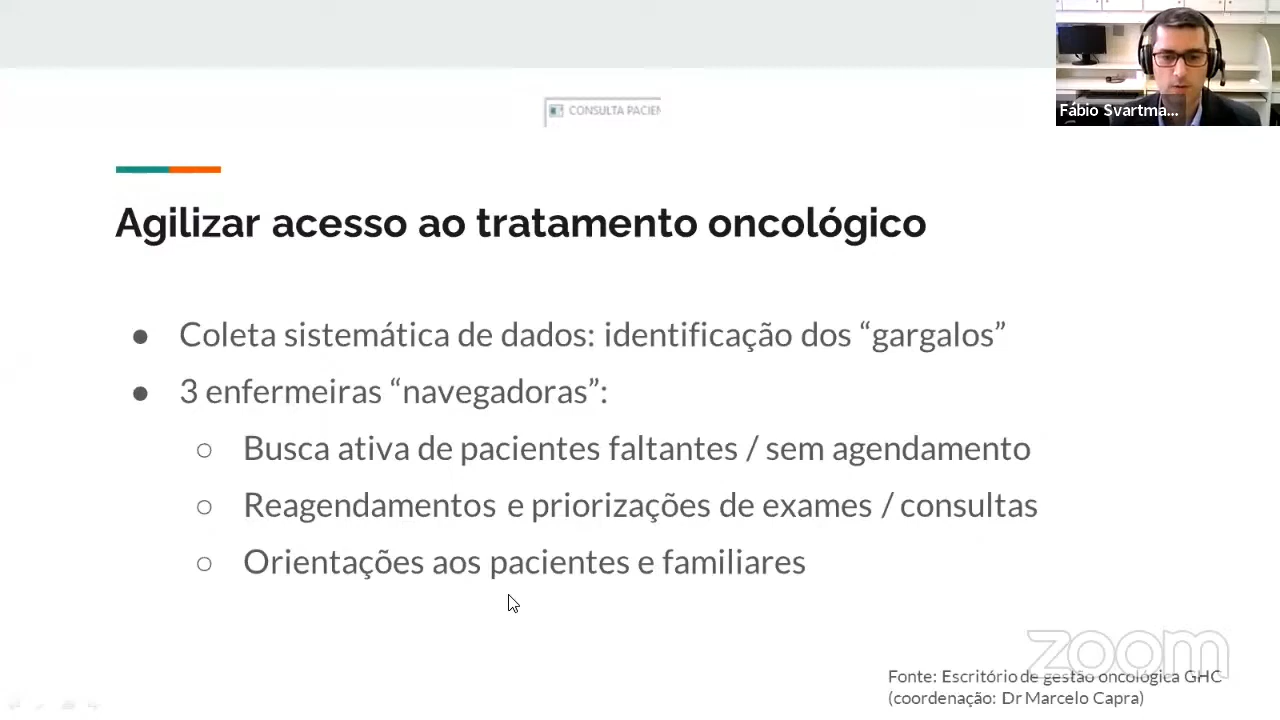 CONSULTA PACIEN
Fábio Svartma...
Agilizar acesso ao tratamento oncológico
● Coleta sistemática de dados: identificação dos “gargalos”
● 3 enfermeiras “navegadoras”:
○ Busca ativa de pacientes faltantes / sem agendamento
○ Reagendamentos e priorizações de exames / consultas
○ Orientações aos pacientes e familiares
zoom
Fonte: Escritório de gestão oncológica GHC
(coordenação: Dr Marcelo Capra)